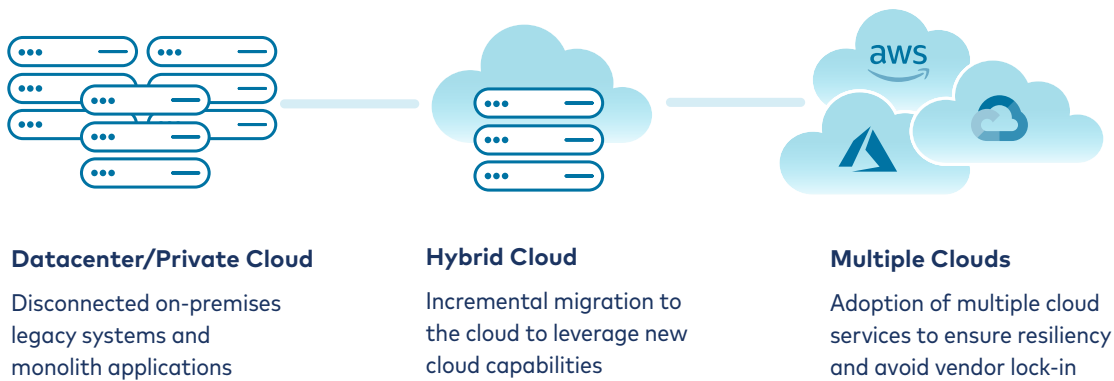 aws
Datacenter/Private Cloud
Disconnected on-premises
legacy systems and
monolith applications
Hybrid Cloud
Incremental migration to
the cloud to leverage new
cloud capabilities
Multiple Clouds
Adoption of multiple cloud
services to ensure resiliency
and avoid vendor lock-in